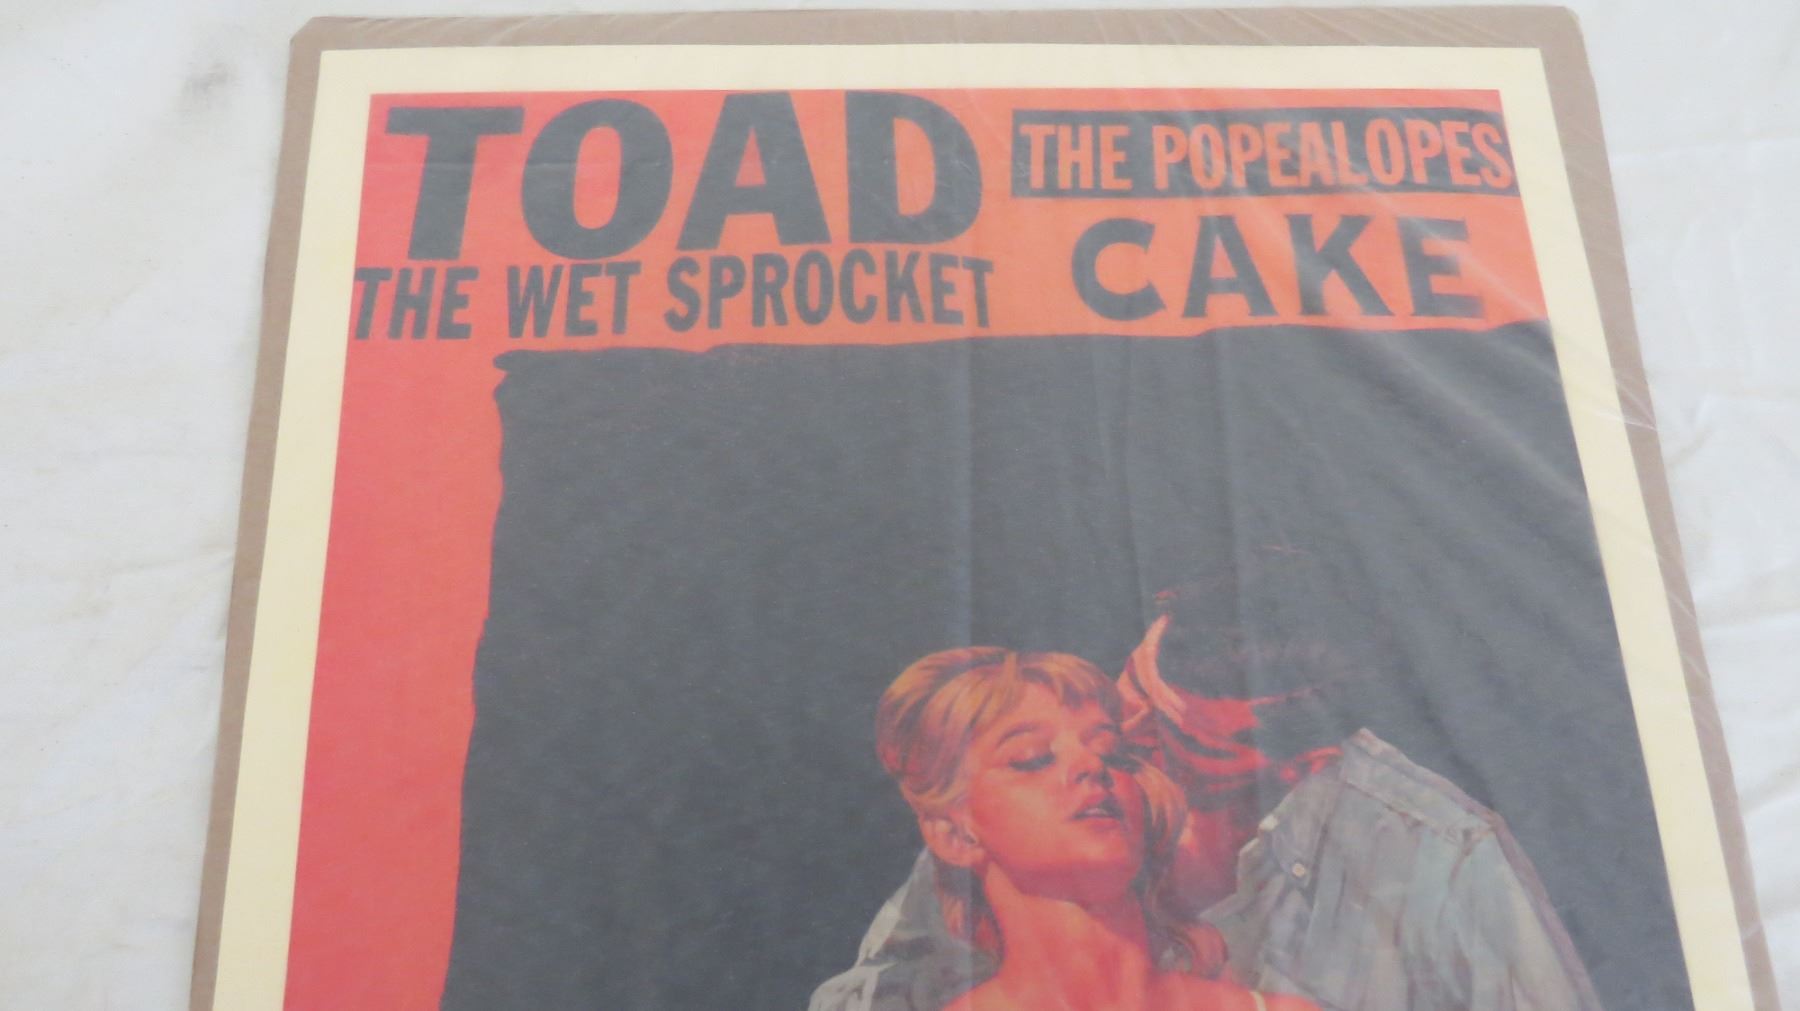 TOAD
THE WET SPROCKET
THE POPEALOPES
CAKE